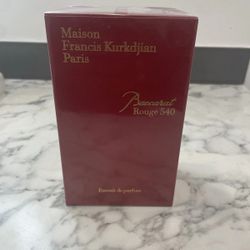 Maison
Francis Kurkdjian
Paris
Baccarat
Rouge 540
Extrait de parfum